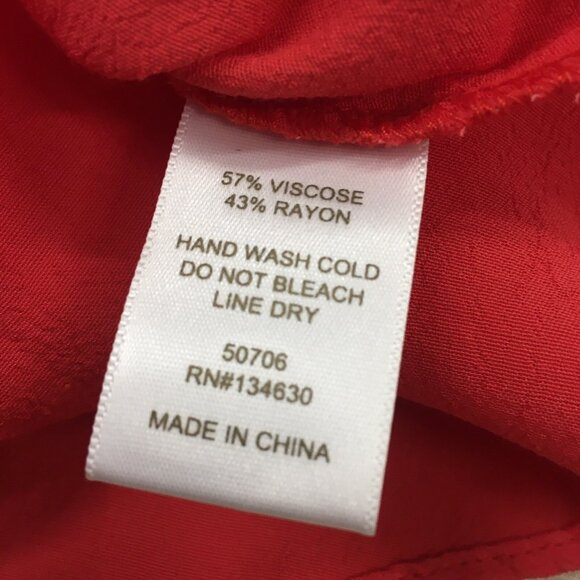 57% VISCOSE
43% RAYON
HAND WASH COLD
DO NOT BLEACH
LINE DRY
50706
RN#134630
MADE IN CHINA